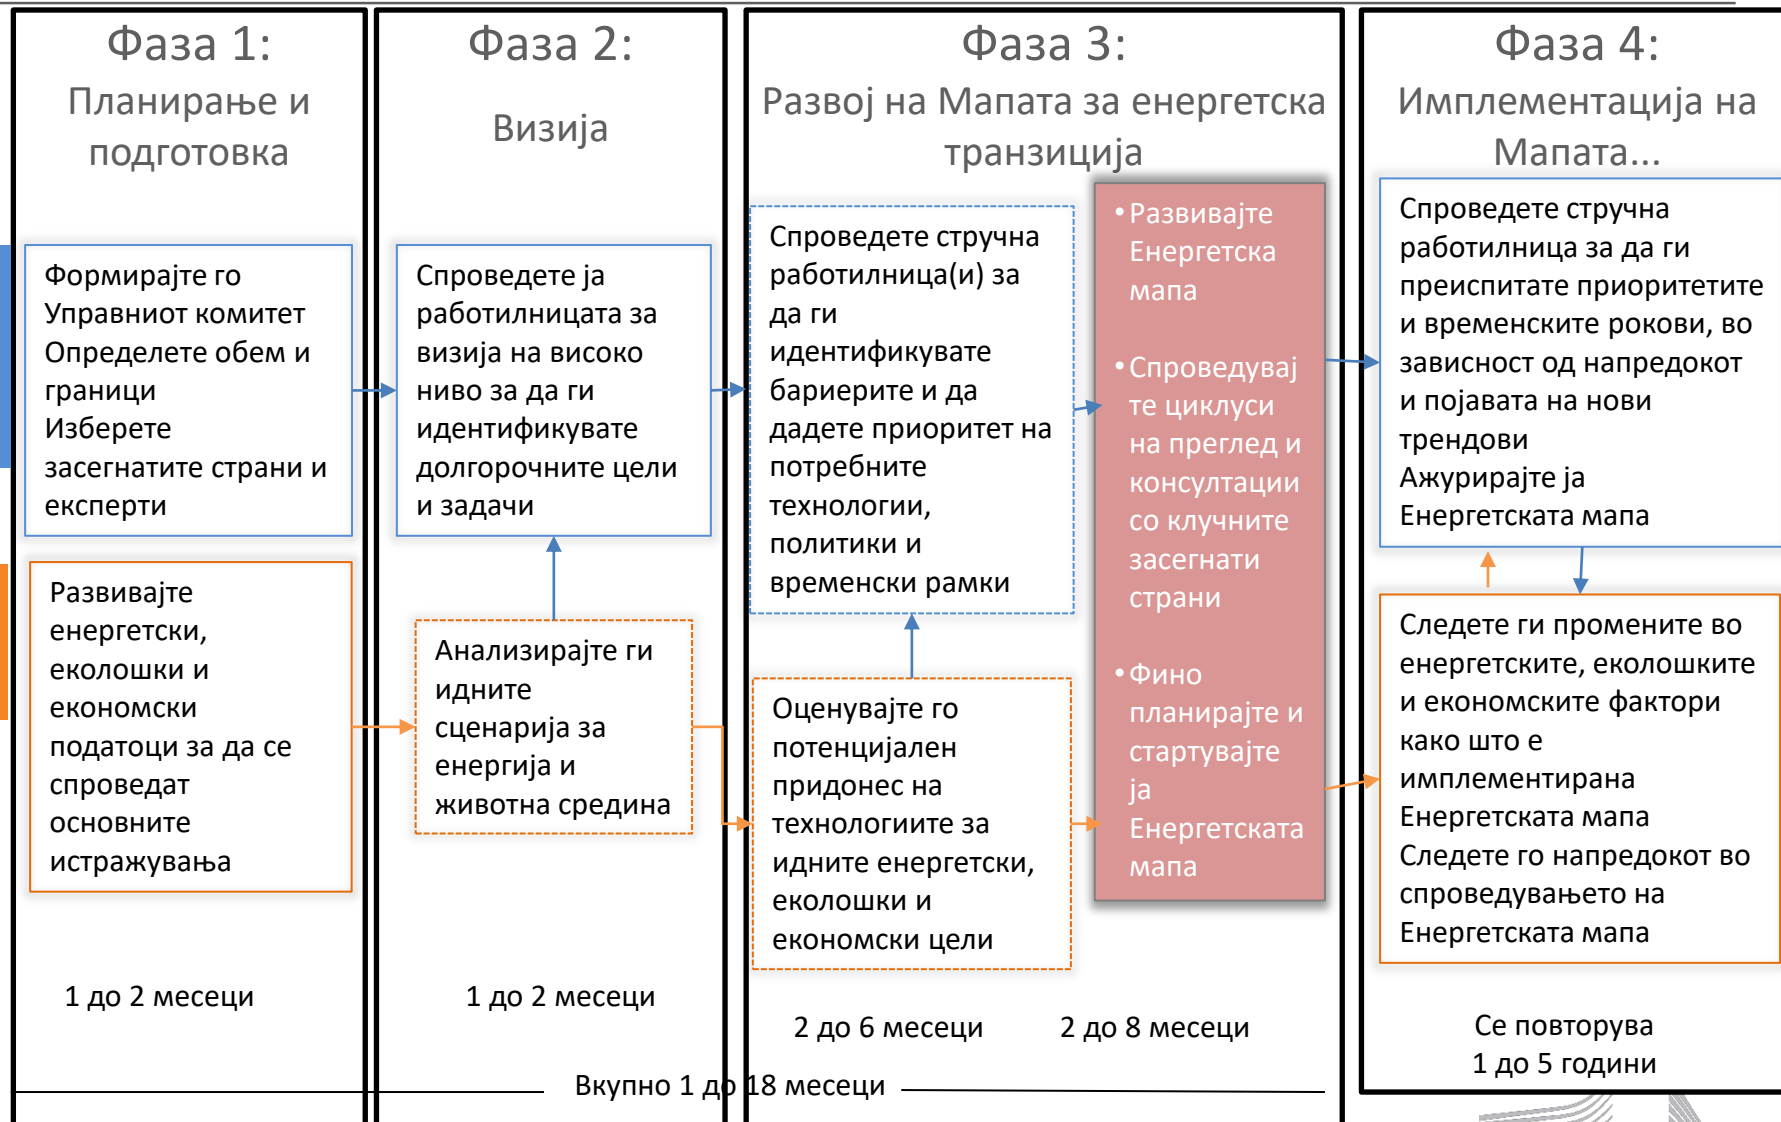 Фаза 1:
Планирање и
подготовка
Формирајте го
Управниот комитет
Определете обем и
граници
Изберете
засегнатите страни и
експерти
Развивајте
енергетски,
еколошки и
економски
податоци за да се
спроведат
основните
истражувања
1 до 2 месеци
Фаза 2:
Визија
Спроведете ја
работилницата за
визија на високо
ниво за да ги
идентификувате
долгорочните цели
и задачи
Анализирајте ги
идните
сценарија за
енергија и
животна средина
1 до 2 месеци
Фаза 3:
Развој на Мапата за енергетска
транзиција
Спроведете стручна
работилница(и) за
да ги
идентификувате
бариерите и да
дадете приоритет на
потребните
технологии,
политики и
временски рамки
Оценувајте го
потенцијален
придонес на
технологиите за
идните енергетски,
еколошки и
економски цели
• Развивајте
Енергетска
мапа
• Спроведувај
те циклуси
на преглед и
консултации
со клучните
засегнати
страни
• Фино
планирајте и
стартувајте
ја
Енергетската
мапа
2 до 6 месеци
2 до 8 месеци
Фаза 4:
Имплементација на
Мапата...
Спроведете стручна
работилница за да ги
преиспитате приоритетите
и временските рокови, во
зависност од напредокот
и појавата на нови
трендови
Ажурирајте ја
Енергетската мапа
Следете ги промените во
енергетските, еколошките
и економските фактори
како што е
имплементирана
Енергетската мапа
Следете го напредокот во
спроведувањето на
Енергетската мапа
Се повторува
1 до 5 години
Вкупно 1 до 18 месеци